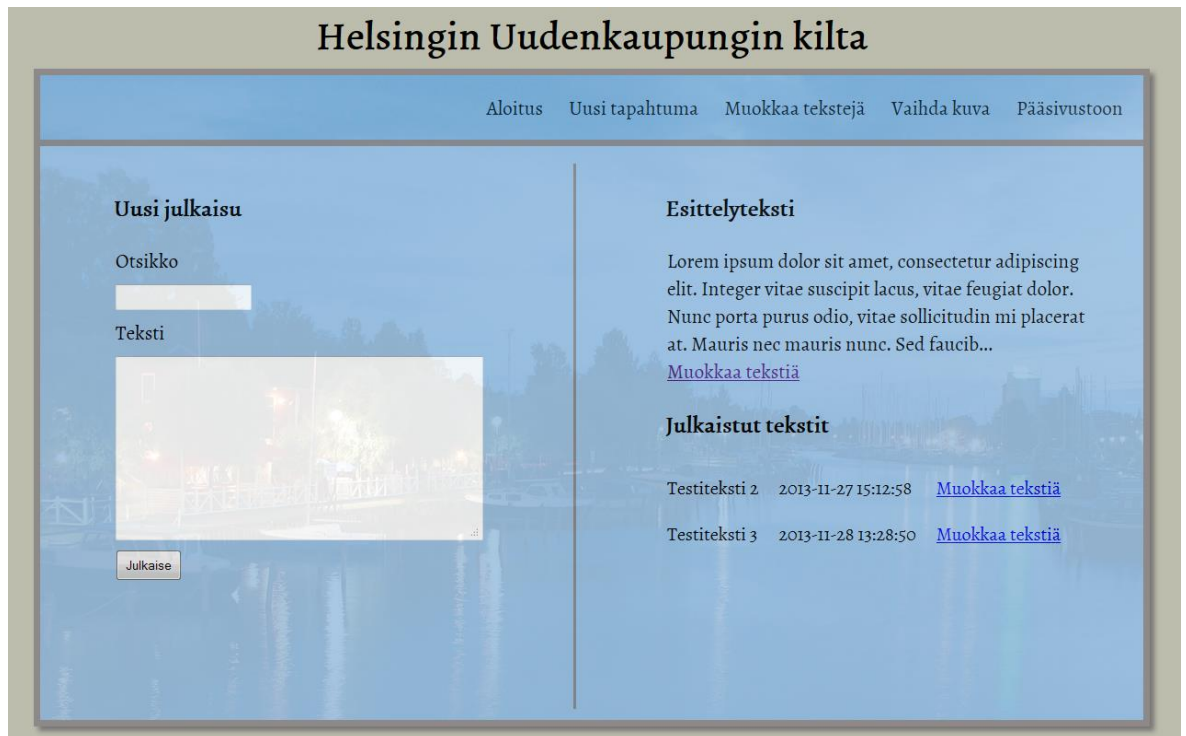 Helsingin Uudenkaupungin kilta
Aloitus Uusi tapahtuma Muokkaa tekstejä Vaihda kuva Pääsivustoon
Uusi julkaisu
Otsikko
Teksti
Julkaise
Esittelyteksti
Lorem ipsum dolor sit amet, consectetur adipiscing
elit. Integer vitae suscipit lacus, vitae feugiat dolor.
Nunc porta purus odio, vitae sollicitudin mi placerat
at. Mauris nec mauris nunc. Sed faucib...
Muokkaa tekstiä
Julkaistut tekstit
Testiteksti 2 2013-11-27 15:12:58 Muokkaa tekstiä
Testiteksti 3 2013-11-28 13:28:50 Muokkaa tekstiä